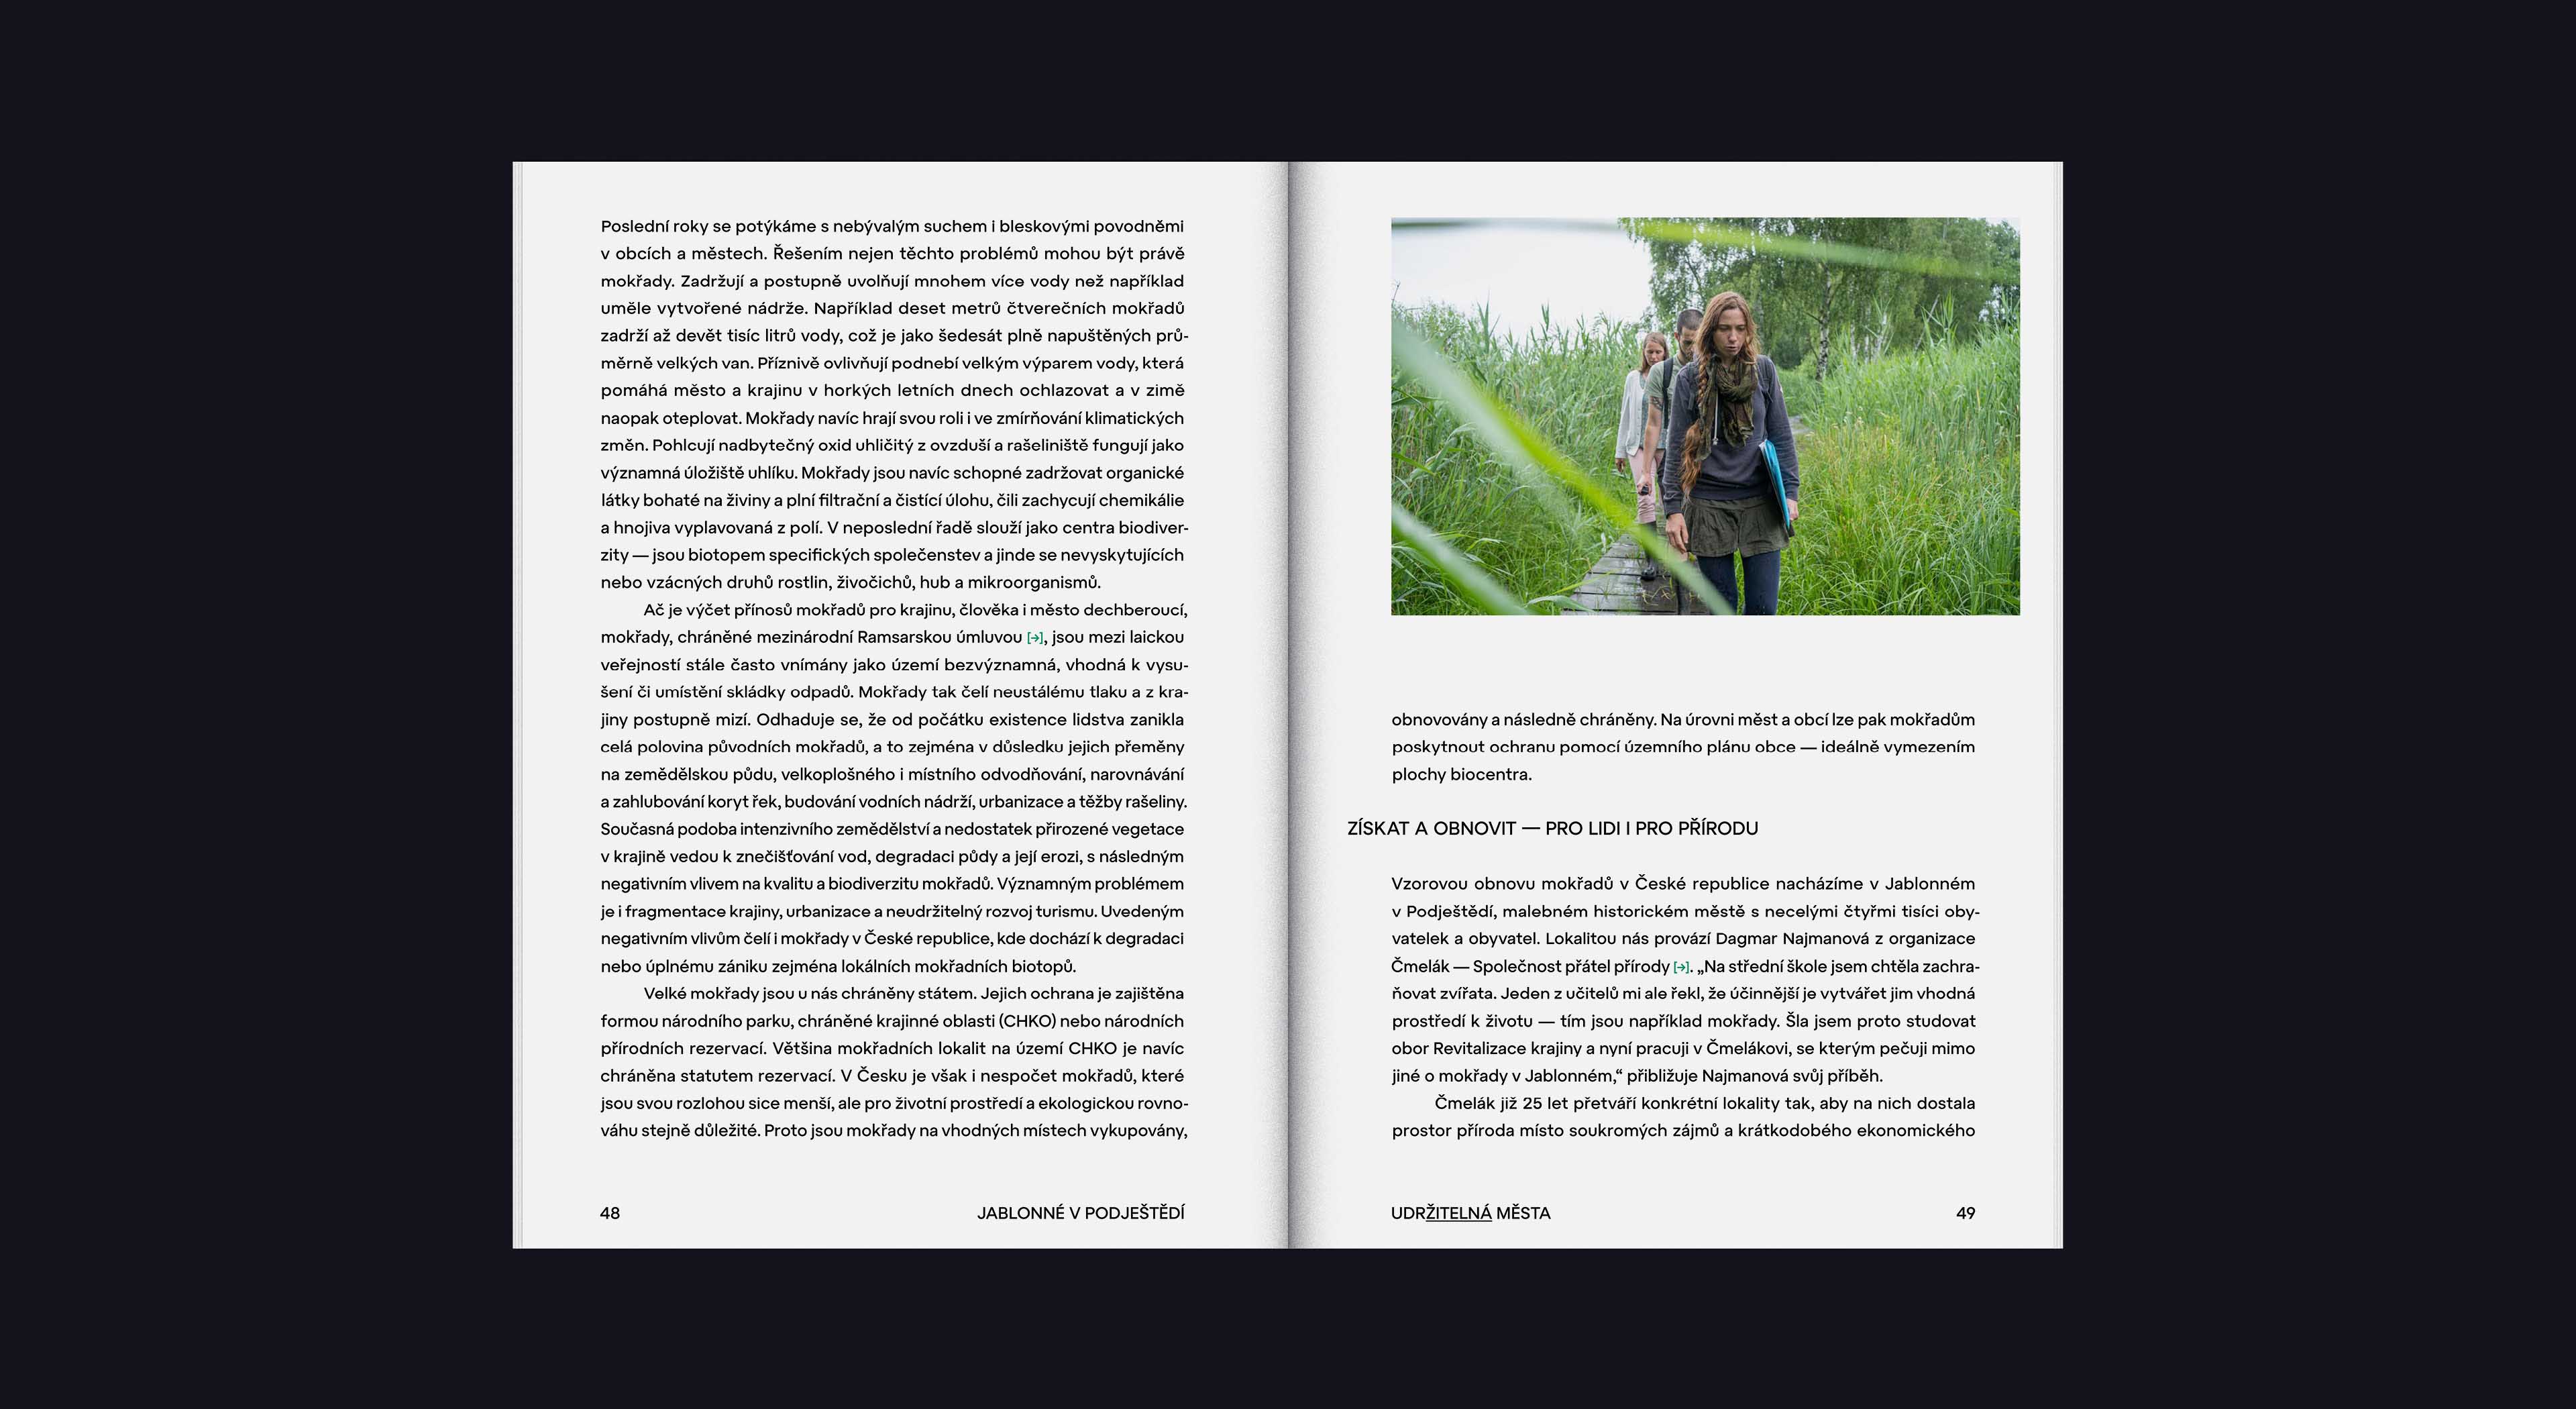 Poslední roky se potýkáme s nebývalým suchem i bleskovými povodněmi
v obcích a městech. Řešením nejen těchto problémů mohou být právě
mokřady. Zadržují a postupně uvolňují mnohem více vody než například
uměle vytvořené nádrže. Například deset metrů čtverečních mokřadů
zadrží až devět tisíc litrů vody, což je jako šedesát plně napuštěných prů-
měrně velkých van. Příznivě ovlivňují podnebí velkým výparem vody, která
pomáhá město a krajinu v horkých letních dnech ochlazovat a v zimě
naopak oteplovat. Mokřady navíc hrají svou roli i ve zmírňování klimatických
změn. Pohlcují nadbytečný oxid uhličitý z ovzduší a rašeliniště fungují jako
významná úložiště uhlíku. Mokřady jsou navíc schopné zadržovat organické
látky bohaté na živiny a plní filtrační a čistící úlohu, čili zachycují chemikálie
a hnojiva vyplavovaná z polí. V neposlední řadě slouží jako centra biodiver-
zity — jsou biotopem specifických společenstev a jinde se nevyskytujících
nebo vzácných druhů rostlin, živočichů, hub a mikroorganismů.
Ač je výčet přínosů mokřadů pro krajinu, člověka i město dechberoucí,
mokřady, chráněné mezinárodní Ramsarskou úmluvou [→], jsou mezi laickou
veřejností stále často vnímány jako území bezvýznamná, vhodná k vysu-
šení či umístění skládky odpadů. Mokřady tak čelí neustálému tlaku a z kra-
jiny postupně mizí. Odhaduje se, že od počátku existence lidstva zanikla
celá polovina původních mokřadů, a to zejména v důsledku jejich přeměny
na zemědělskou půdu, velkoplošného i místního odvodňování, narovnávání
a zahlubování koryt řek, budování vodních nádrží, urbanizace a těžby rašeliny.
Současná podoba intenzivního zemědělství a nedostatek přirozené vegetace
v krajině vedou k znečišťování vod, degradaci půdy a její erozi, s následným
negativním vlivem na kvalitu a biodiverzitu mokřadů. Významným problémem
je i fragmentace krajiny, urbanizace a neudržitelný rozvoj turismu. Uvedeným
negativním vlivům čelí i mokřady v České republice, kde dochází k degradaci
nebo úplnému zániku zejména lokálních mokřadních biotopů.
Velké mokřady jsou u nás chráněny státem. Jejich ochrana je zajištěna
formou národního parku, chráněné krajinné oblasti (CHKO) nebo národních
přírodních rezervací. Většina mokřadních lokalit na území CHKO je navíc
chráněna statutem rezervací. V Česku je však i nespočet mokřadů, které
jsou svou rozlohou sice menší, ale pro životní prostředí a ekologickou rovno-
váhu stejně důležité. Proto jsou mokřady na vhodných místech vykupovány,
48
JABLONNÉ V PODJEŠTĚDÍ
obnovovány a následně chráněny. Na úrovni měst a obcí lze pak mokřadům
poskytnout ochranu pomocí územního plánu obce — ideálně vymezením
plochy biocentra.
ZÍSKAT A OBNOVIT — PRO LIDI I PRO PŘÍRODU
Vzorovou obnovu mokřadů v České republice nacházíme v Jablonném
v Podještědí, malebném historickém městě s necelými čtyřmi tisíci oby-
vatelek a obyvatel. Lokalitou nás provází Dagmar Najmanová z organizace
Čmelák — Společnost přátel přírody [→]. „Na střední škole jsem chtěla zachra-
ňovat zvířata. Jeden z učitelů mi ale řekl, že účinnější je vytvářet jim vhodná
prostředí k životu — tím jsou například mokřady. Šla jsem proto studovat
obor Revitalizace krajiny a nyní pracuji v Čmelákovi, se kterým pečuji mimo
jiné o mokřady v Jablonném,“ přibližuje Najmanová svůj příběh.
Čmelák již 25 let přetváří konkrétní lokality tak, aby na nich dostala
prostor příroda místo soukromých zájmů a krátkodobého ekonomického
UDRŽITELNÁ MĚSTA
49